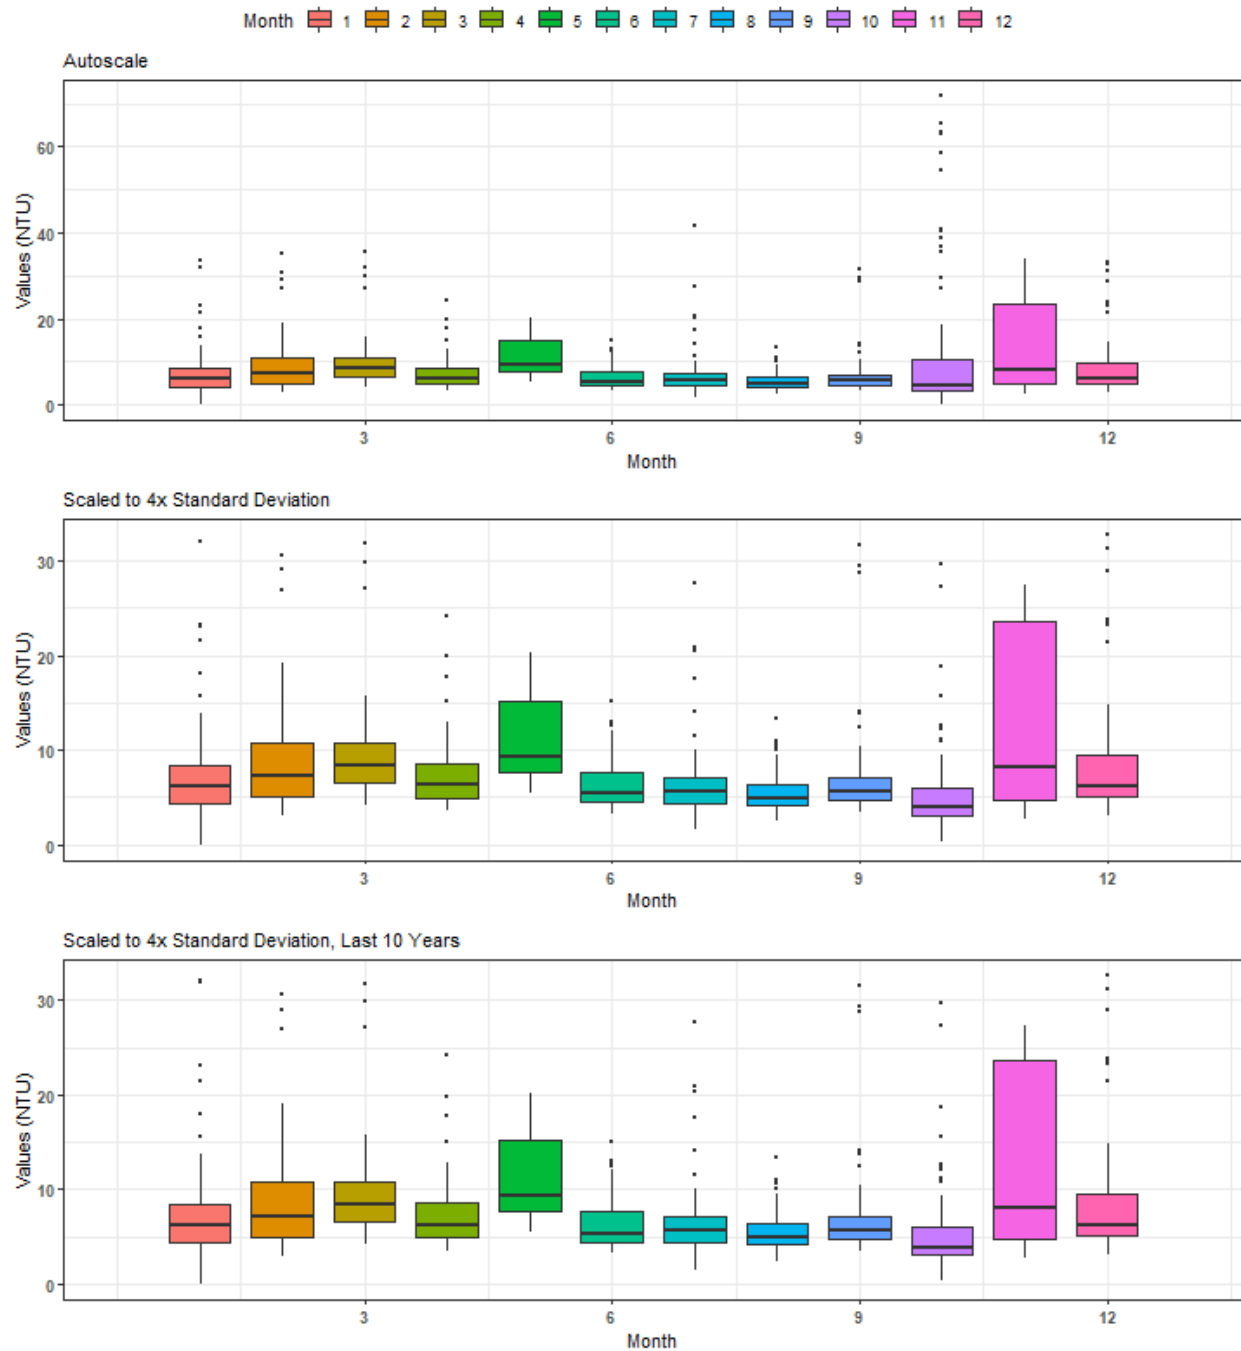 Month 1 2 3 4 5 6 7 8 9 10 11 12
Autoscale
Values (NTU)
60
40
20
0
3 6 9 12
Month
Scaled to 4x Standard Deviation
Values (NTU)
30
20
10
0
3 6 9 12
Month
Scaled to 4x Standard Deviation, Last 10 Years
Values (NTU)
30
20
10
0
3 6 9 12
Month